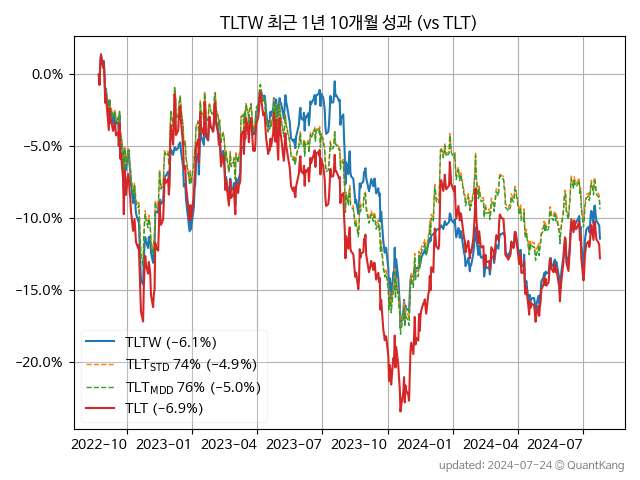 TLTW 최근 1년 10개월 성과 (vs TLT)
0.0%
−5.0%
−10.0%
−15.0%
−20.0%
TLTW (−6.1%)
TLT_STD 74% (−4.9%)
TLT_MDD 76% (−5.0%)
TLT (−6.9%)
2022-10 2023-01 2023-04 2023-07 2023-10 2024-01 2024-04 2024-07
updated: 2024-07-24 @ QuantKang